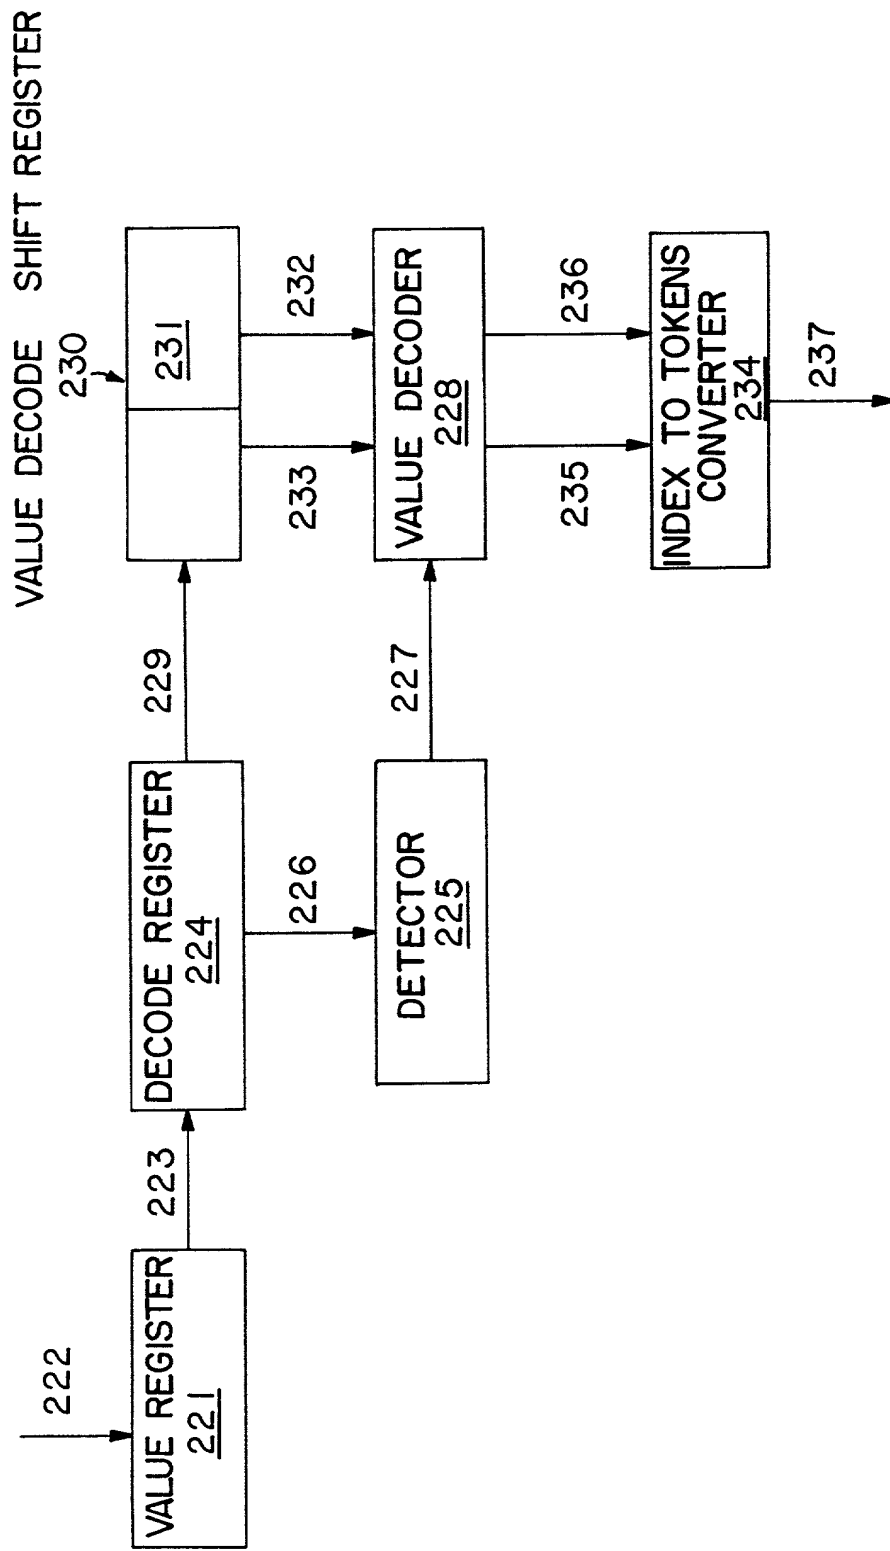 VALUE DECODE SHIFT REGISTER
230
231
222
223
229
232
233
VALUE REGISTER
221
DECODE REGISTER
224
226
227
DETECTOR
225
VALUE DECODER
228
235
236
INDEX TO TOKENS
CONVERTER
234
237